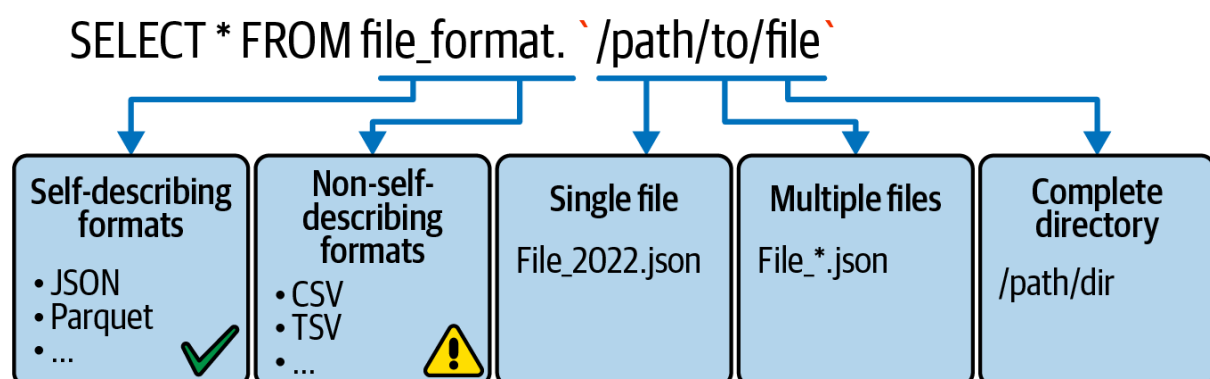 SELECT * FROM file_format. `/path/to/file`
Self-describing
formats
• JSON
• Parquet
• ...
Non-self-
describing
formats
• CSV
• TSV
• ...
Single file
File_2022.json
Multiple files
File_*.json
Complete
directory
/path/dir